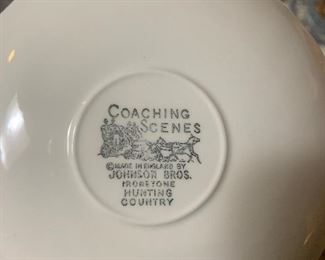 COACHING
SCENES
© MADE IN ENGLAND BY
JOHNSON BROS.
IRONSTONE
HUNTING
COUNTRY